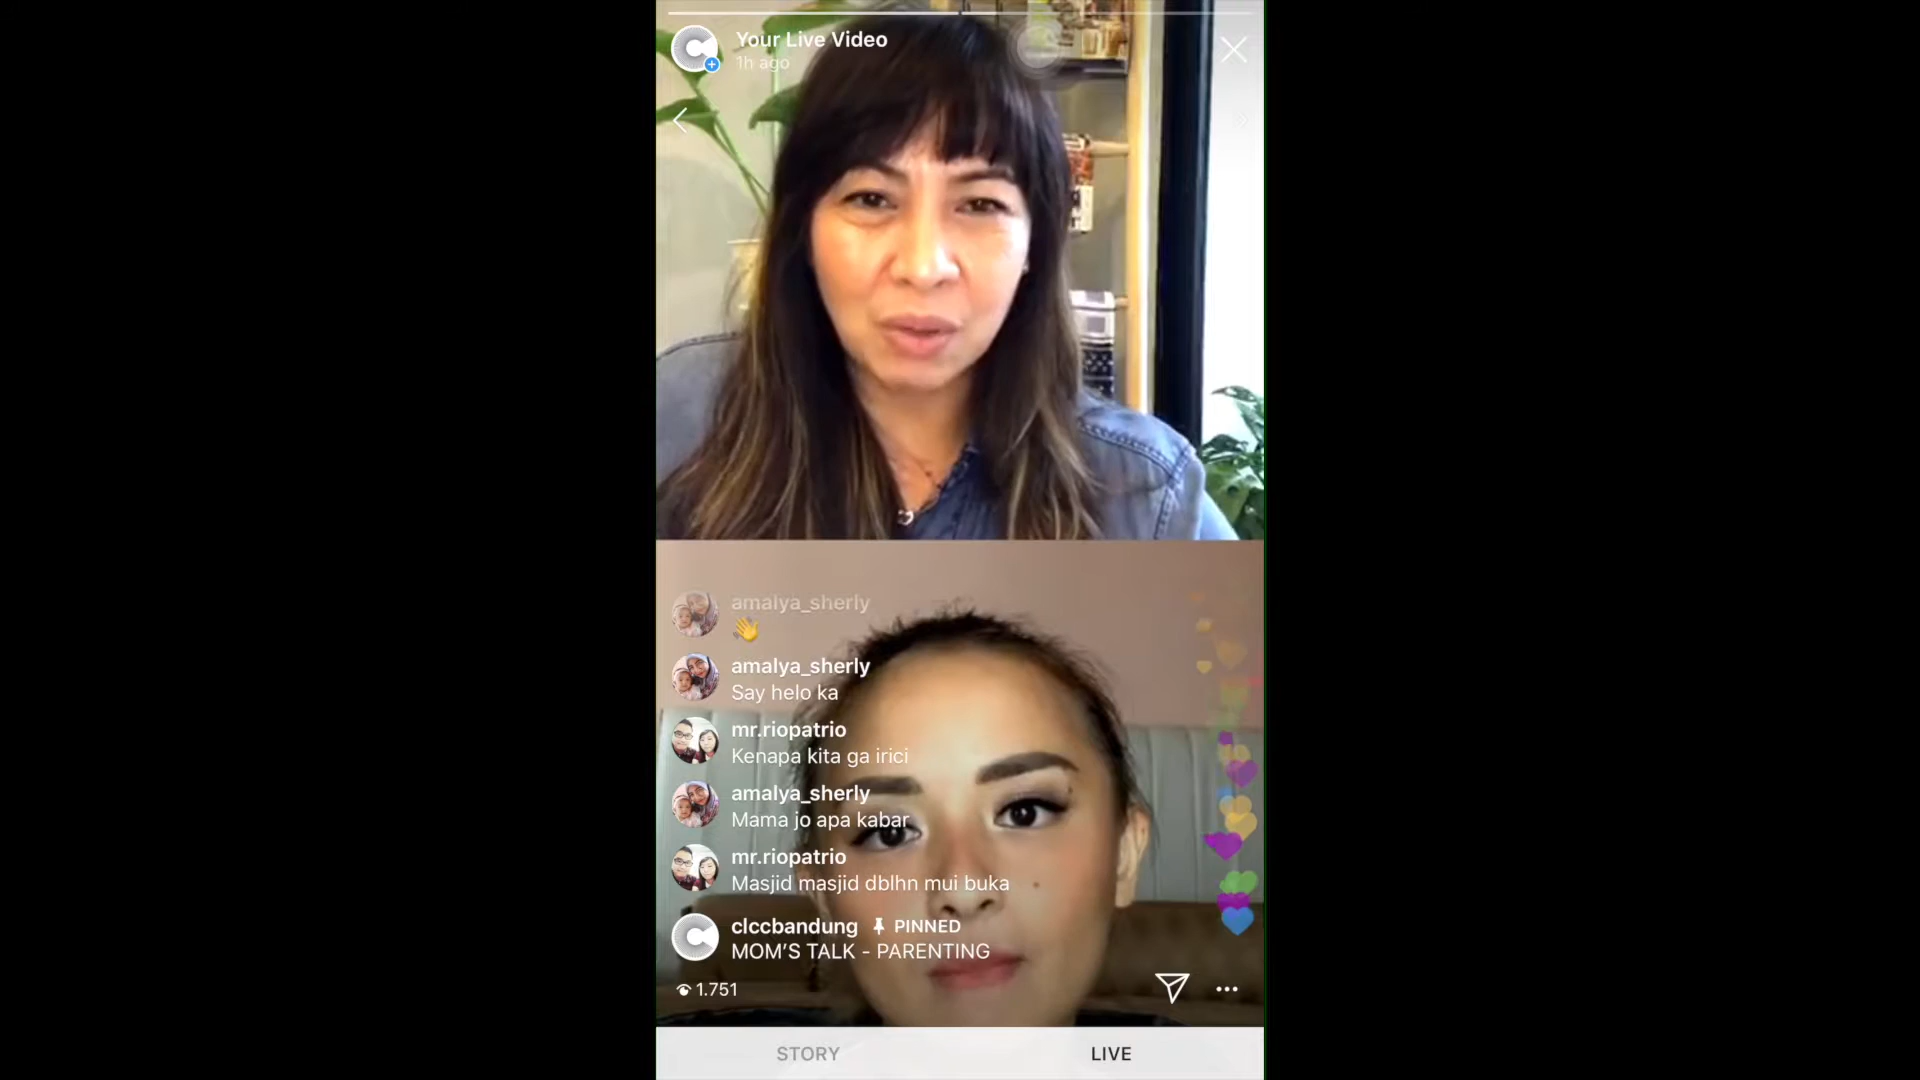 Your Live Video
1h ago
amalya_sherly
👋
amalya_sherly
Say helo ka
mr.riopatrio
Kenapa kita ga irici
amalya_sherly
Mama jo apa kabar
mr.riopatrio
Masjid masjid dblhn mui buka
clccbandung PINNED
MOM'S TALK - PARENTING
1.751
STORY LIVE